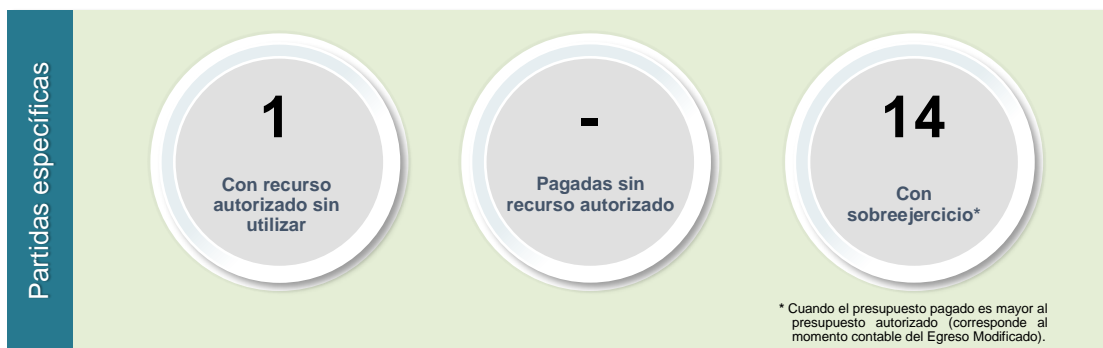 Partidas específicas
1
Con recurso
autorizado sin
utilizar
-
Pagadas sin
recurso autorizado
14
Con
sobreejercicio*
* Cuando el presupuesto pagado es mayor al
presupuesto autorizado (corresponde al
momento contable del Egreso Modificado).